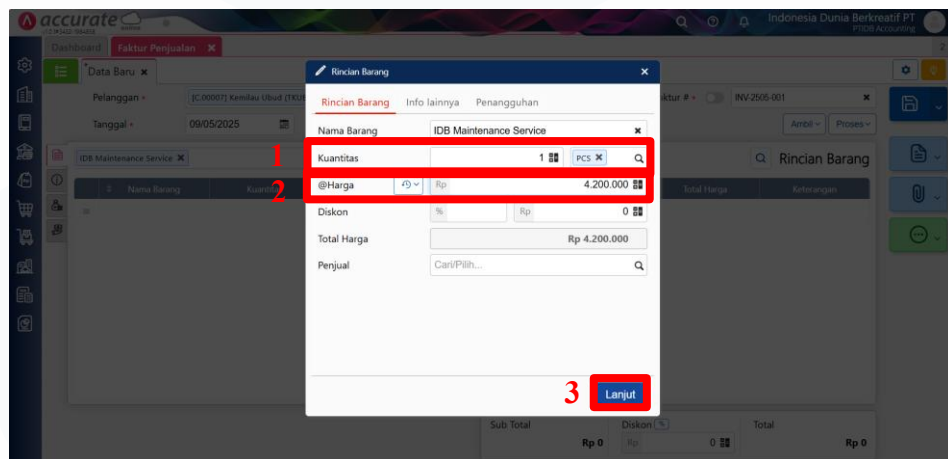 accurate
Indonesia Dunia Berkreatif PT
Dashboard
Faktur Penjualan
Data Baru
Pelanggan
[C.00007] Kemilau Ubud
INV-2505-001
Tanggal
09/05/2025
Ambil
Proses
IDB Maintenance Service
Rincian Barang
Nama Barang
Total Harga
Keterangan
Rincian Barang
Rincian Barang
Info lainnya
Penangguhan
Nama Barang
IDB Maintenance Service
1
Kuantitas
1
PCS
2
@Harga
Rp
4.200.000
Diskon
%
Rp
0
Total Harga
Rp 4.200.000
Penjual
Cari/Pilih...
3
Lanjut
Sub Total
Diskon
%
Total
Rp 0
Rp
0
Rp 0